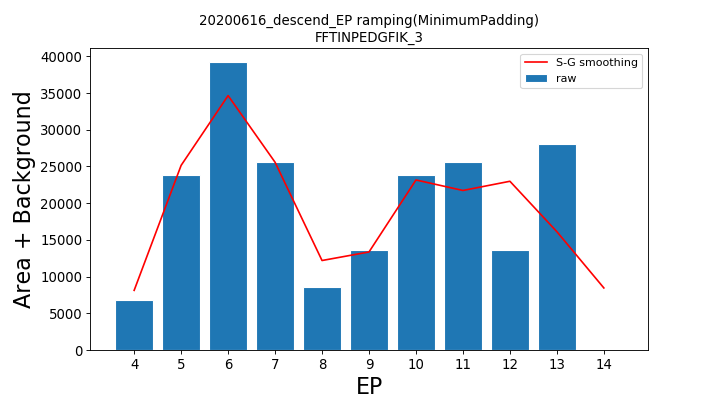 20200616_descend_EP ramping(MinimumPadding)
FFTINPEDGFIK_3
S-G smoothing
raw
Area + Background
40000
35000
30000
25000
20000
15000
10000
5000
0
4 5 6 7 8 9 10 11 12 13 14
EP